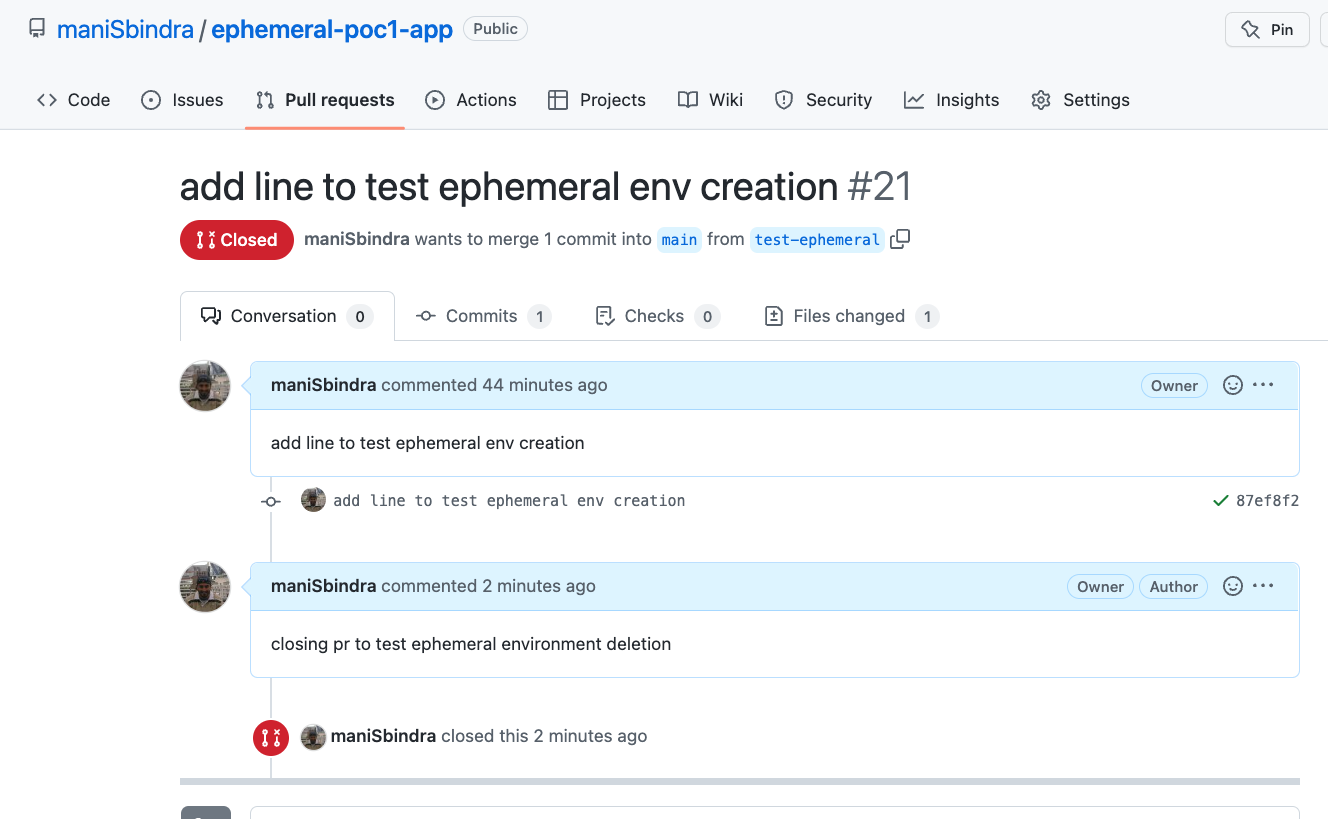 maniSbindra / ephemeral-poc1-app Public Pin
Code Issues Pull requests Actions Projects Wiki Security Insights Settings
add line to test ephemeral env creation #21
Closed maniSbindra wants to merge 1 commit into main from test-ephemeral
Conversation 0 Commits 1 Checks 0 Files changed 1
maniSbindra commented 44 minutes ago Owner
add line to test ephemeral env creation
add line to test ephemeral env creation 87ef8f2
maniSbindra commented 2 minutes ago Owner Author
closing pr to test ephemeral environment deletion
maniSbindra closed this 2 minutes ago